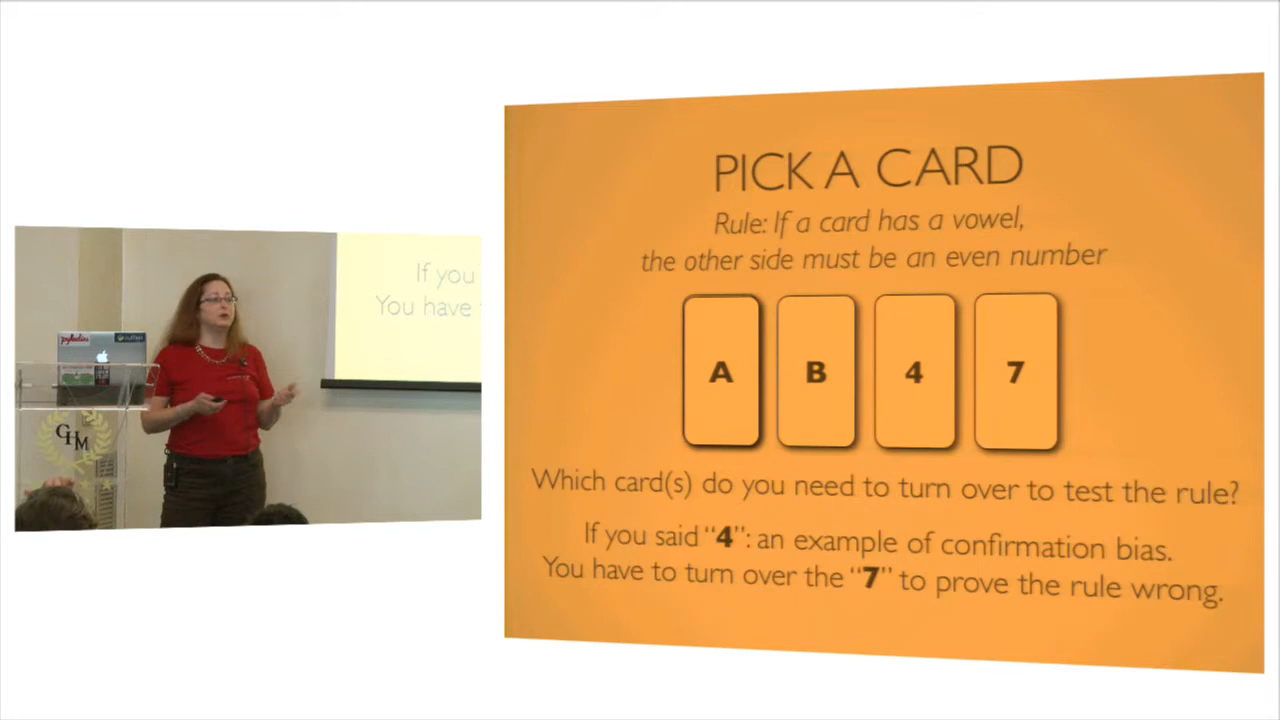 If you
You have
pyladies
CHM
PICK A CARD
Rule: If a card has a vowel,
the other side must be an even number
A B 4 7
Which card(s) do you need to turn over to test the rule?
If you said "4": an example of confirmation bias.
You have to turn over the "7" to prove the rule wrong.